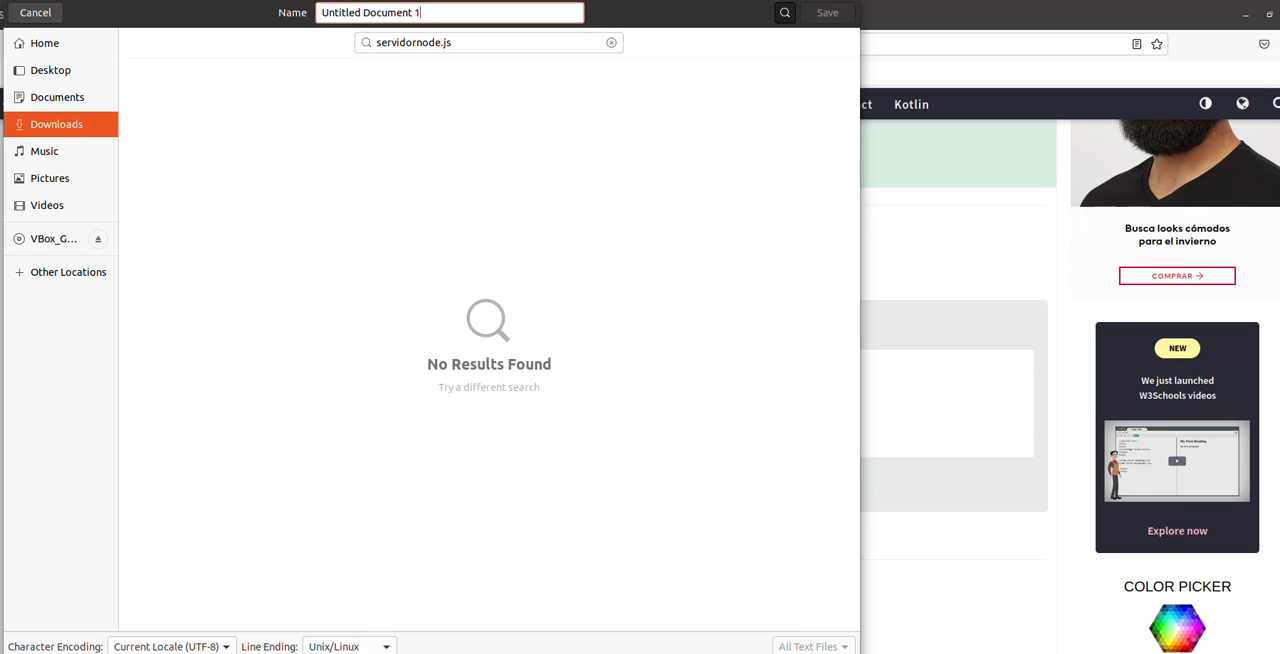 Cancel
Name
Untitled Document 1
Save
servidornode.js
Home
Desktop
Documents
Downloads
Music
Pictures
Videos
VBox_G...
Other Locations
No Results Found
Try a different search
Character Encoding:
Current Locale (UTF-8)
Line Ending:
Unix/Linux
All Text Files
ct
Kotlin
Busca looks cómodos
para el invierno
COMPRAR
NEW
We just launched
W3Schools videos
Explore now
COLOR PICKER